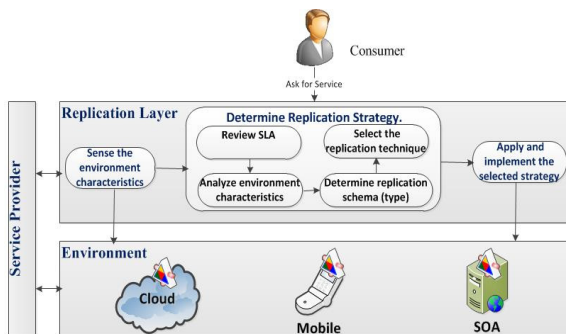 Consumer
Ask for Service
Service Provider
Replication Layer
Determine Replication Strategy.
Review SLA
Select the
replication technique
Sense the
environment
characteristics
Analyze environment
characteristics
Determine replication
schema (type)
Apply and
implement the
selected strategy
Environment
Cloud
Mobile
SOA